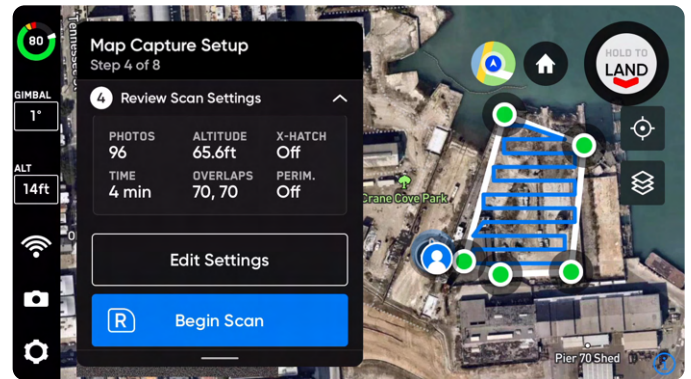 80
GIMBAL
1°
ALT
14ft
Tennessee
Map Capture Setup
Step 4 of 8
4 Review Scan Settings
PHOTOS ALTITUDE X-HATCH
96 65.6ft Off
TIME OVERLAPS PERIM.
4 min 70, 70 Off
Edit Settings
R Begin Scan
HOLD TO
LAND
Crane Cove Park
Pier 70 Shed